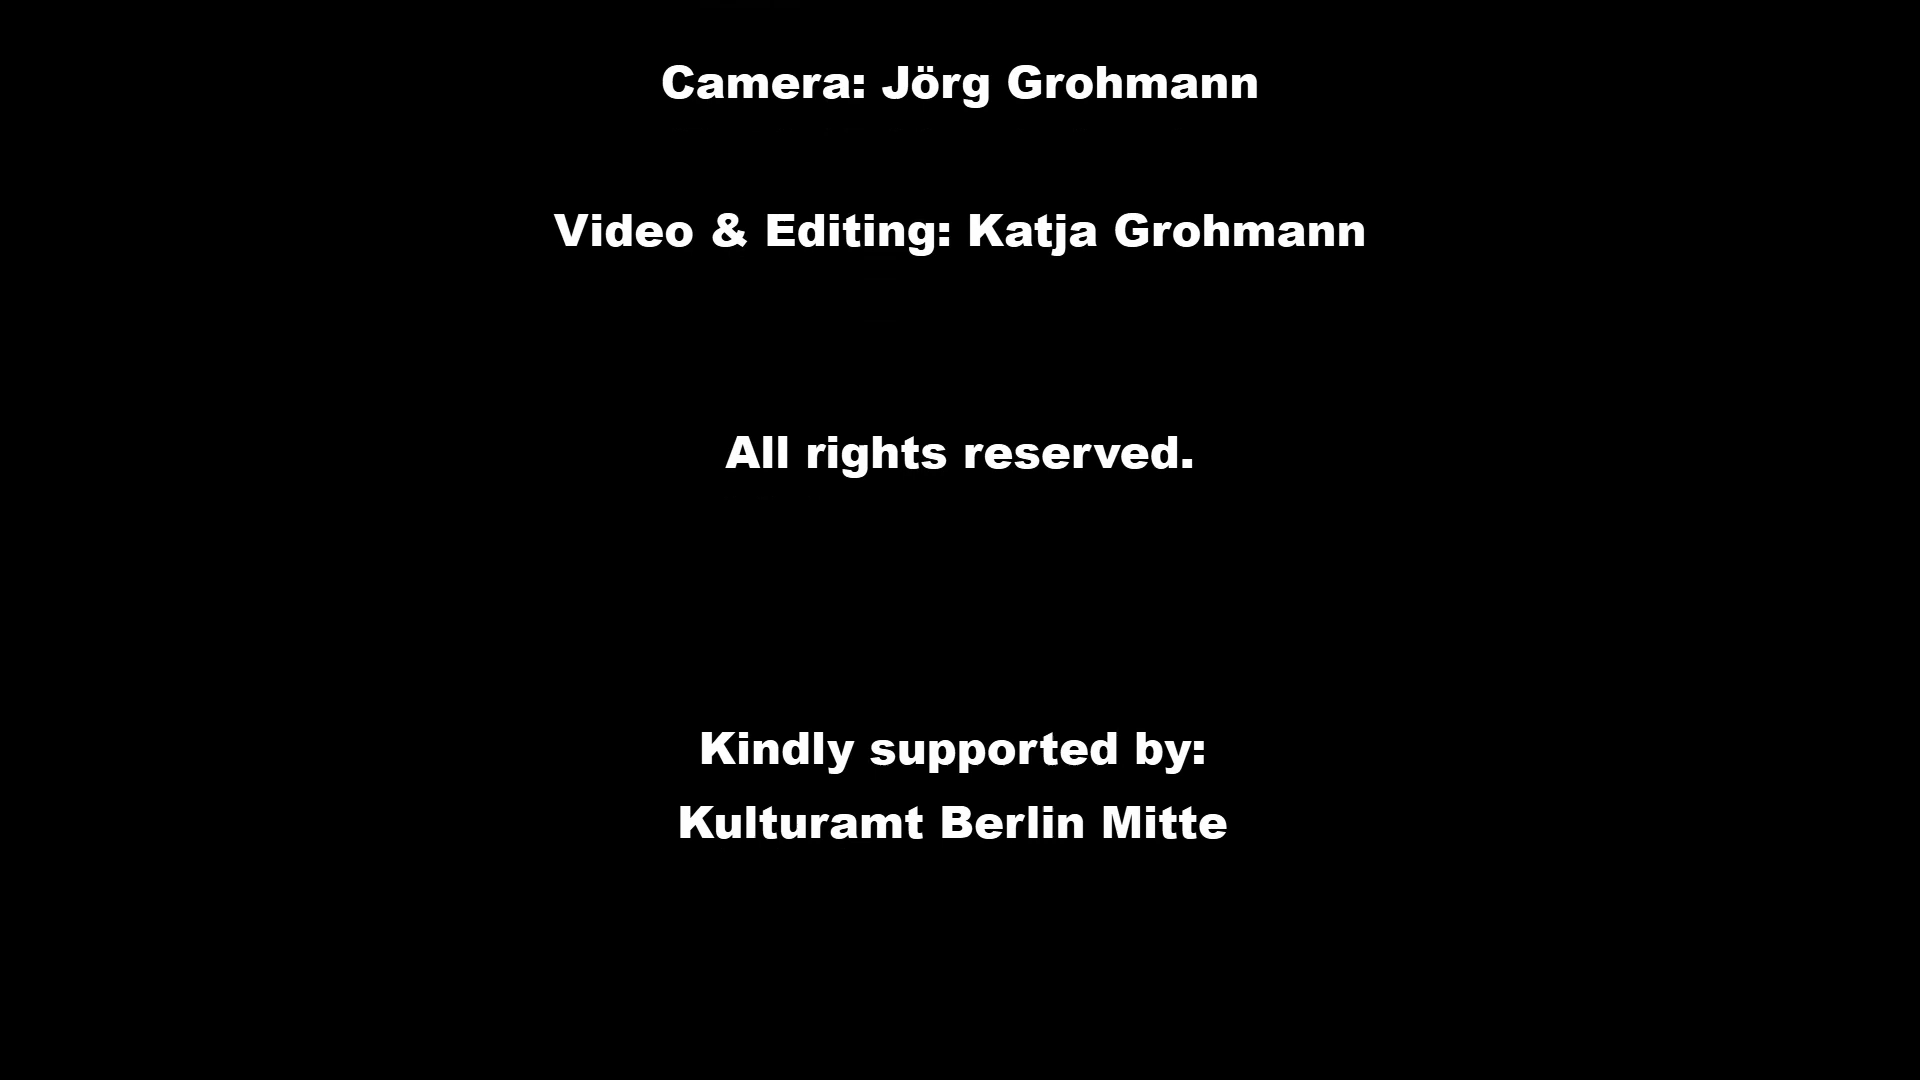 Camera: Jörg Grohmann
Video & Editing: Katja Grohmann
All rights reserved.
Kindly supported by:
Kulturamt Berlin Mitte